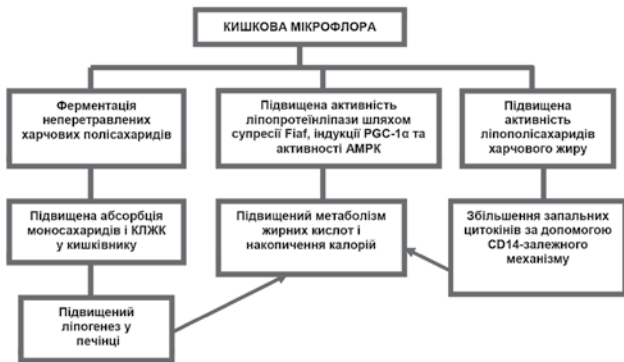 КИШКОВА МІКРОФЛОРА
Ферментація
неперетравлених
харчових полісахаридів
Підвищена активність
ліпопротеїнліпази шляхом
супресії Fiaf, індукції PGC-1α та
активності АМРК
Підвищена
активність
ліпополісахаридів
харчового жиру
Підвищена абсорбція
моносахаридів і КЛЖК
у кишківнику
Підвищений метаболізм
жирних кислот і
накопичення калорій
Збільшення запальних
цитокінів за допомогою
CD14-залежного
механізму
Підвищений
ліпогенез у
печінці